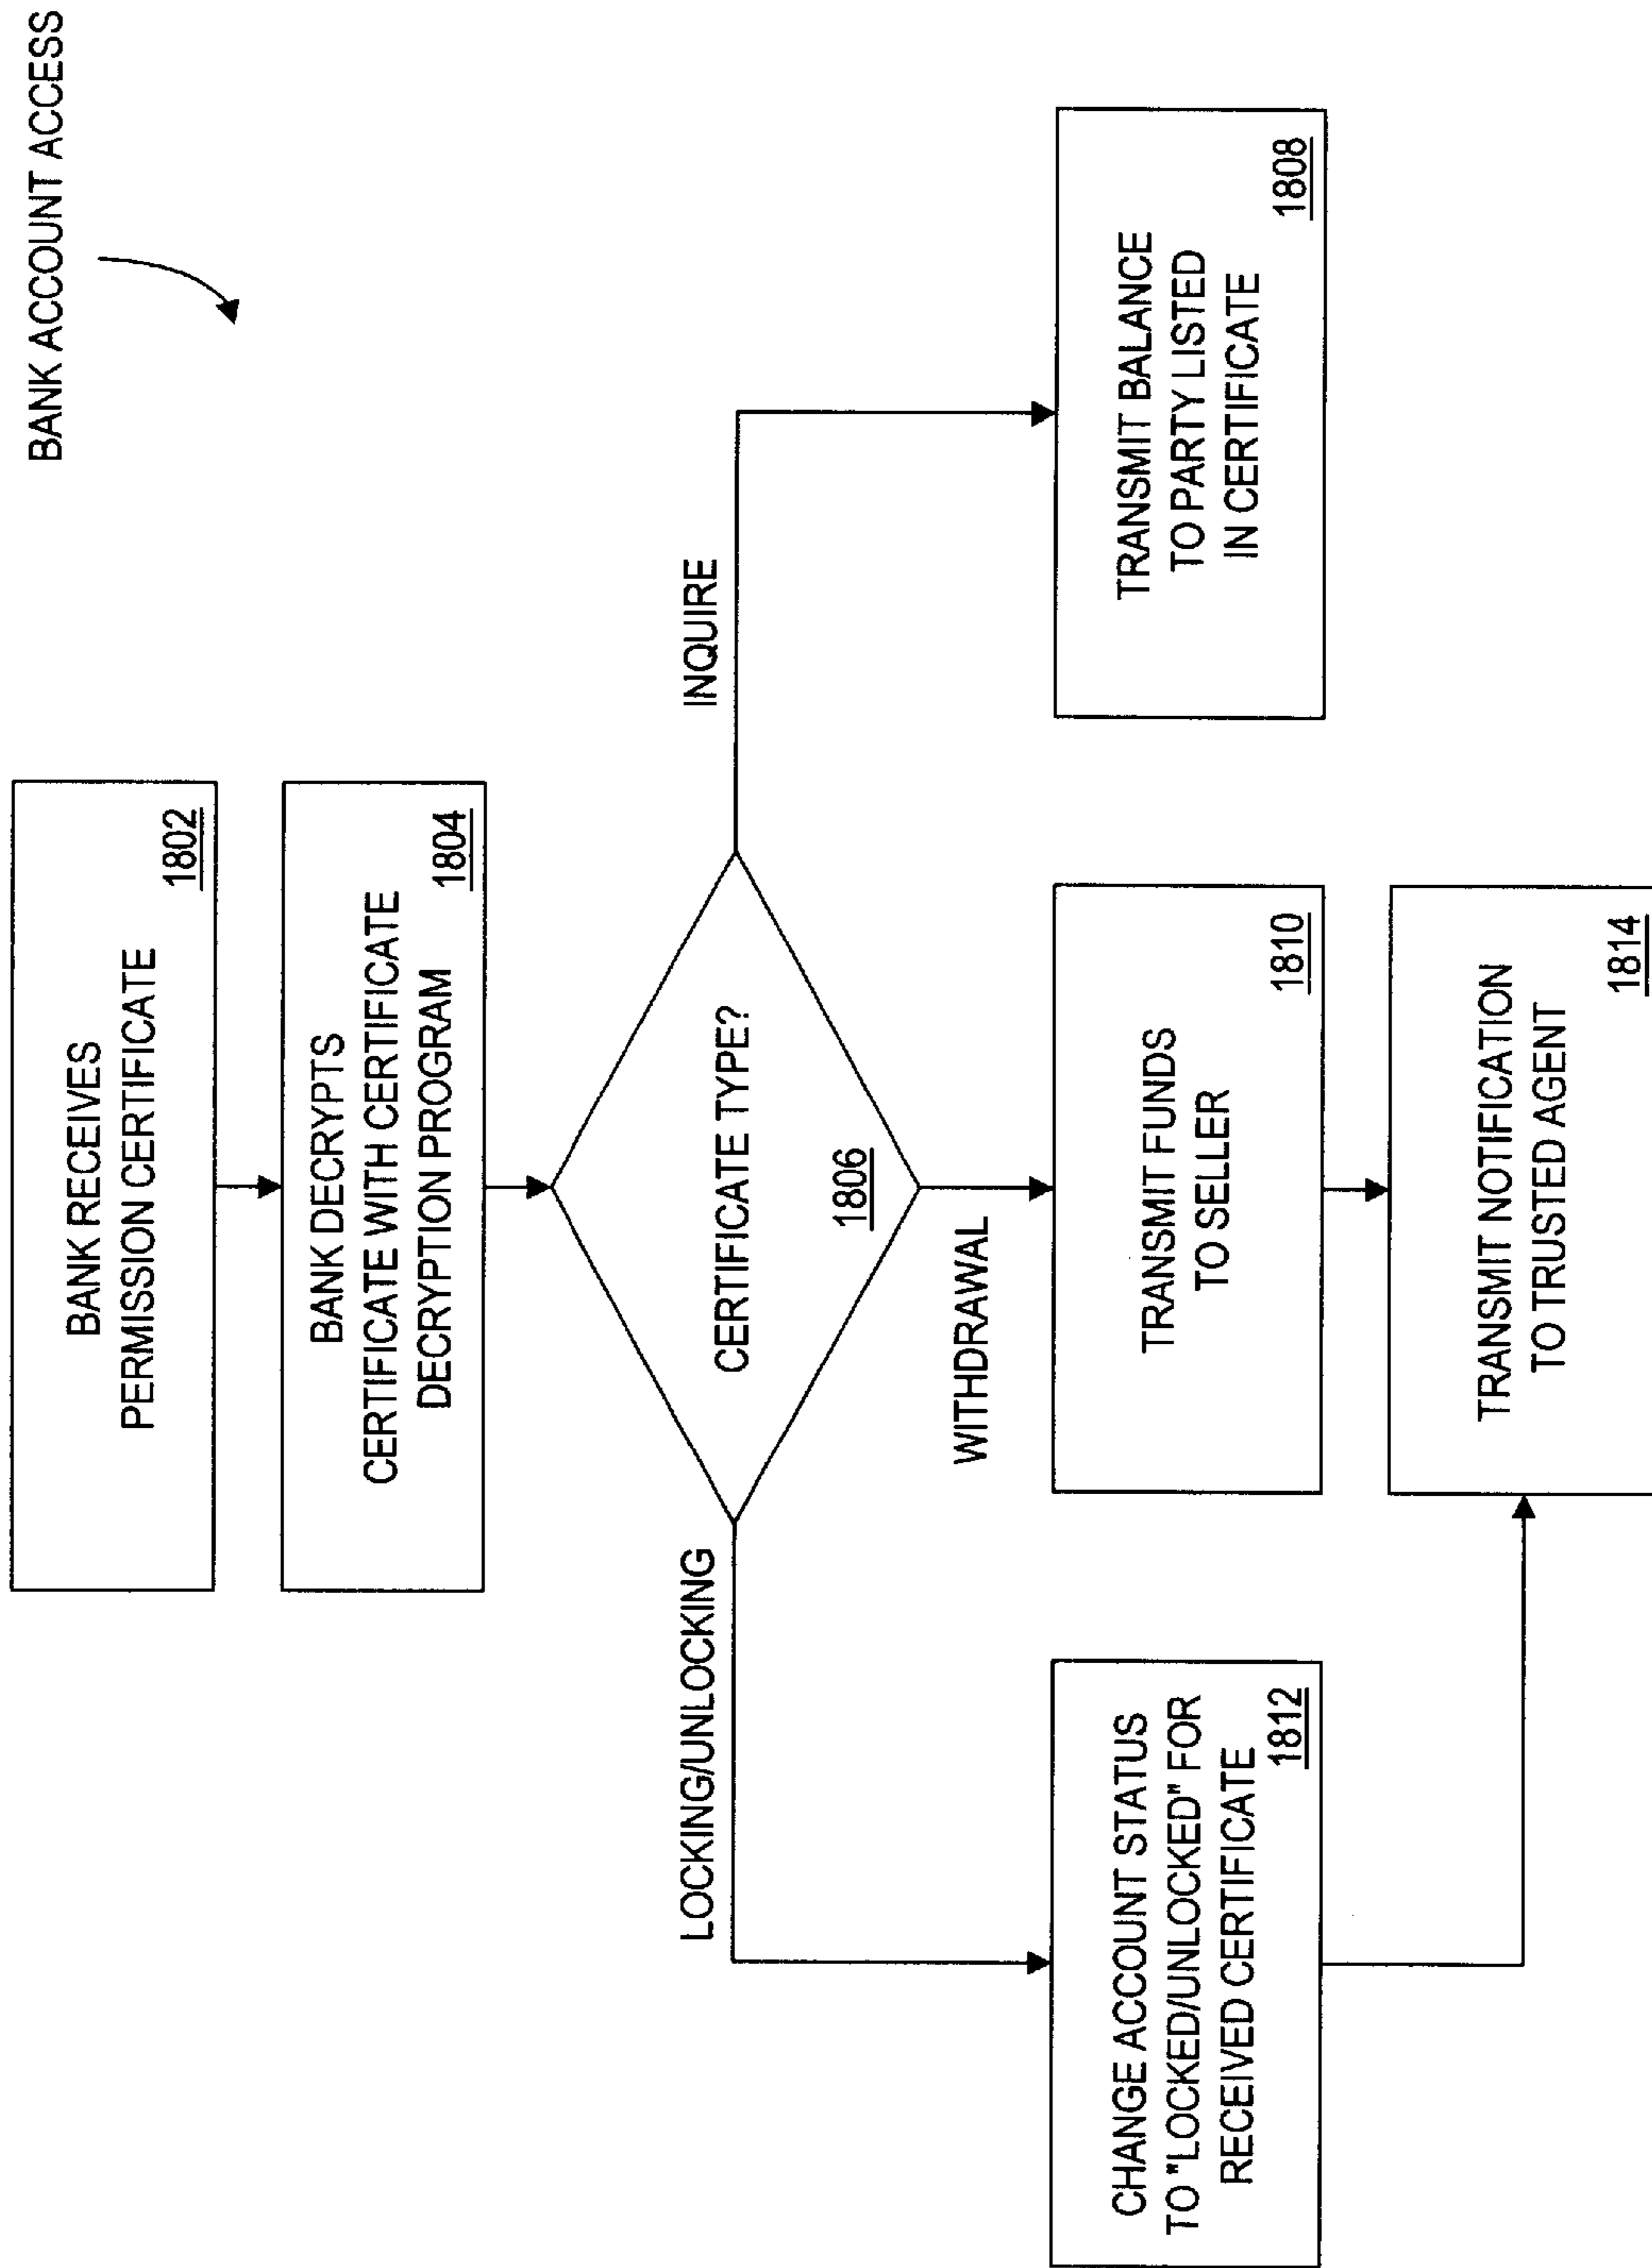 BANK ACCOUNT ACCESS
BANK RECEIVES
PERMISSION CERTIFICATE
1802
BANK DECRYPTS
CERTIFICATE WITH CERTIFICATE
DECRYPTION PROGRAM
1804
CERTIFICATE TYPE?
1806
LOCKING/UNLOCKING
WITHDRAWAL
INQUIRE
CHANGE ACCOUNT STATUS
TO "LOCKED/UNLOCKED" FOR
RECEIVED CERTIFICATE
1812
TRANSMIT FUNDS
TO SELLER
1810
TRANSMIT BALANCE
TO PARTY LISTED
IN CERTIFICATE
1808
TRANSMIT NOTIFICATION
TO TRUSTED AGENT
1814